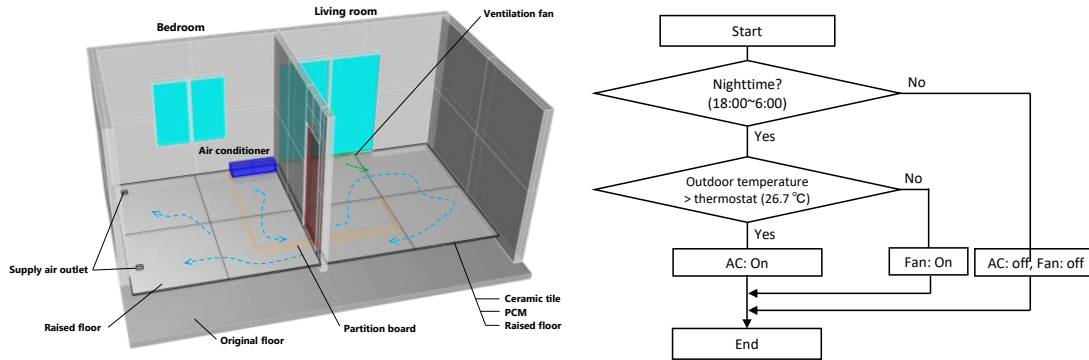 Living room
Ventilation fan
Bedroom
Air conditioner
Supply air outlet
Raised floor
Original floor
Partition board
Ceramic tile
PCM
Raised floor
Start
Nighttime?
(18:00~6:00)
No
Yes
Outdoor temperature
> thermostat (26.7 ℃)
No
Yes
AC: On
Fan: On
AC: off, Fan: off
End